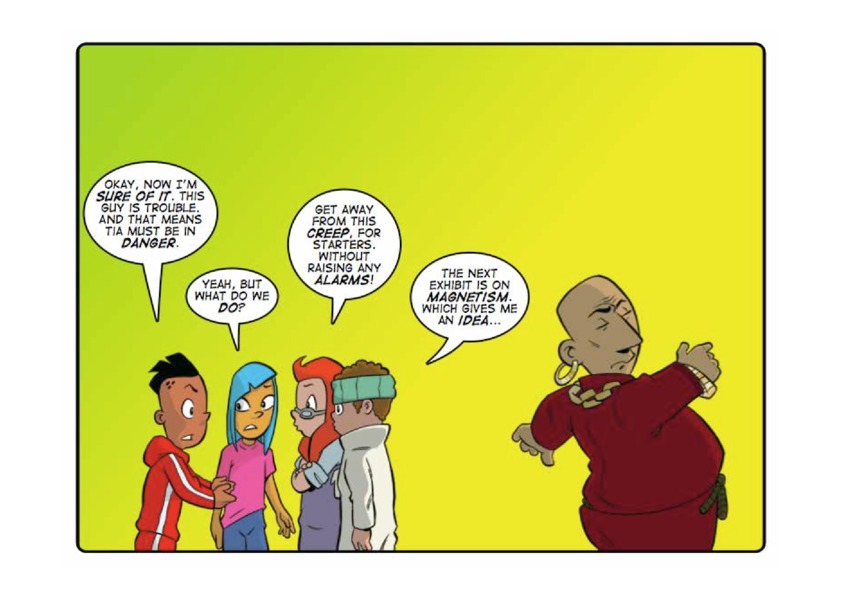 OKAY, NOW I'M
SURE OF IT. THIS
GUY IS TROUBLE.
AND THAT MEANS
TIA MUST BE IN
DANGER.
YEAH, BUT
WHAT DO WE
DO?
GET AWAY
FROM THIS
CREEP, FOR
STARTERS.
WITHOUT
RAISING ANY
ALARMS!
THE NEXT
EXHIBIT IS ON
MAGNETISM.
WHICH GIVES ME
AN IDEA...